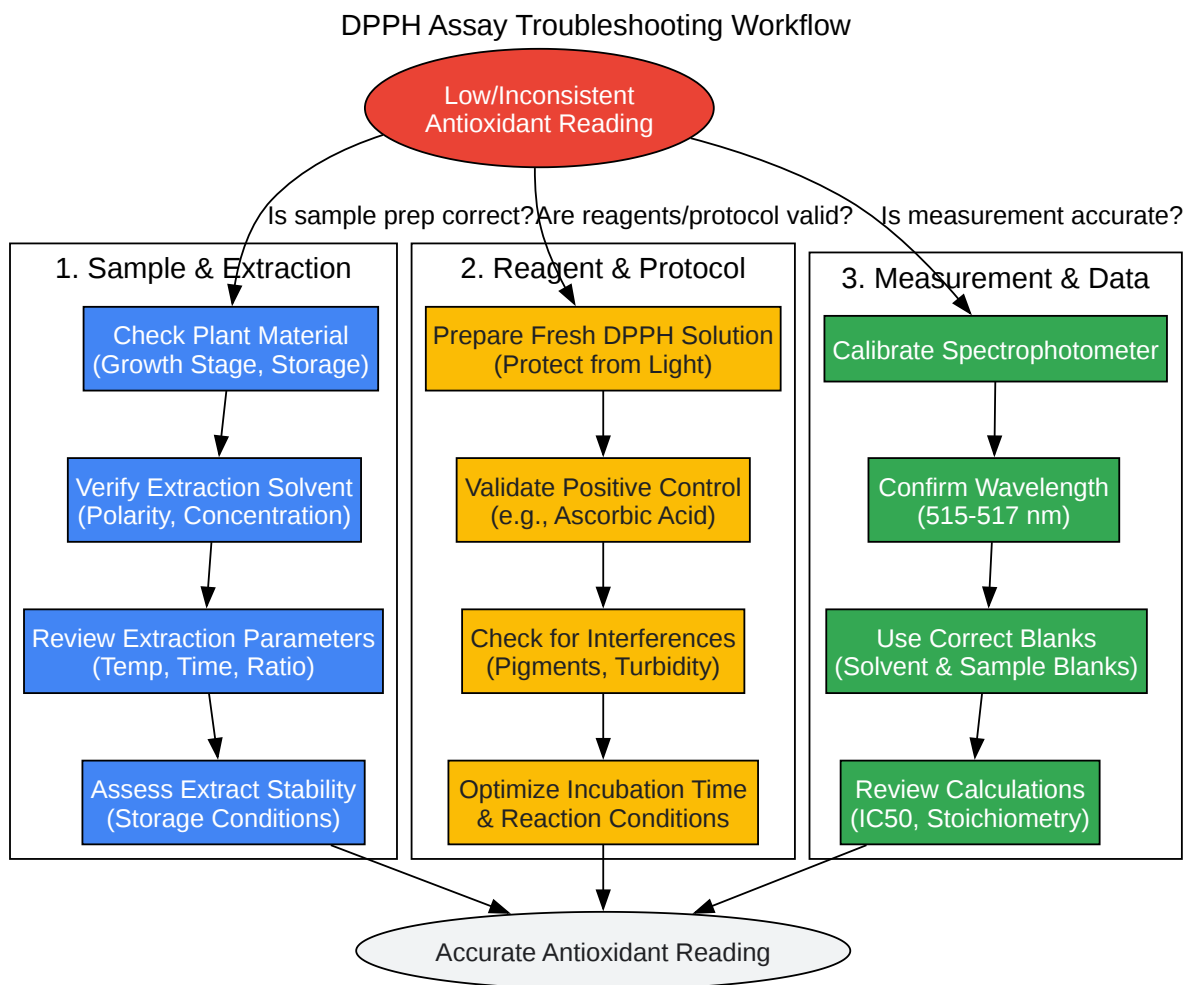 DPPH Assay Troubleshooting Workflow
Low/Inconsistent
Antioxidant Reading
Is sample prep correct?
Are reagents/protocol valid?
Is measurement accurate?
1. Sample & Extraction
Check Plant Material
(Growth Stage, Storage)
Verify Extraction Solvent
(Polarity, Concentration)
Review Extraction Parameters
(Temp, Time, Ratio)
Assess Extract Stability
(Storage Conditions)
2. Reagent & Protocol
Prepare Fresh DPPH Solution
(Protect from Light)
Validate Positive Control
(e.g., Ascorbic Acid)
Check for Interferences
(Pigments, Turbidity)
Optimize Incubation Time
& Reaction Conditions
3. Measurement & Data
Calibrate Spectrophotometer
Confirm Wavelength
(515-517 nm)
Use Correct Blanks
(Solvent & Sample Blanks)
Review Calculations
(IC50, Stoichiometry)
Accurate Antioxidant Reading